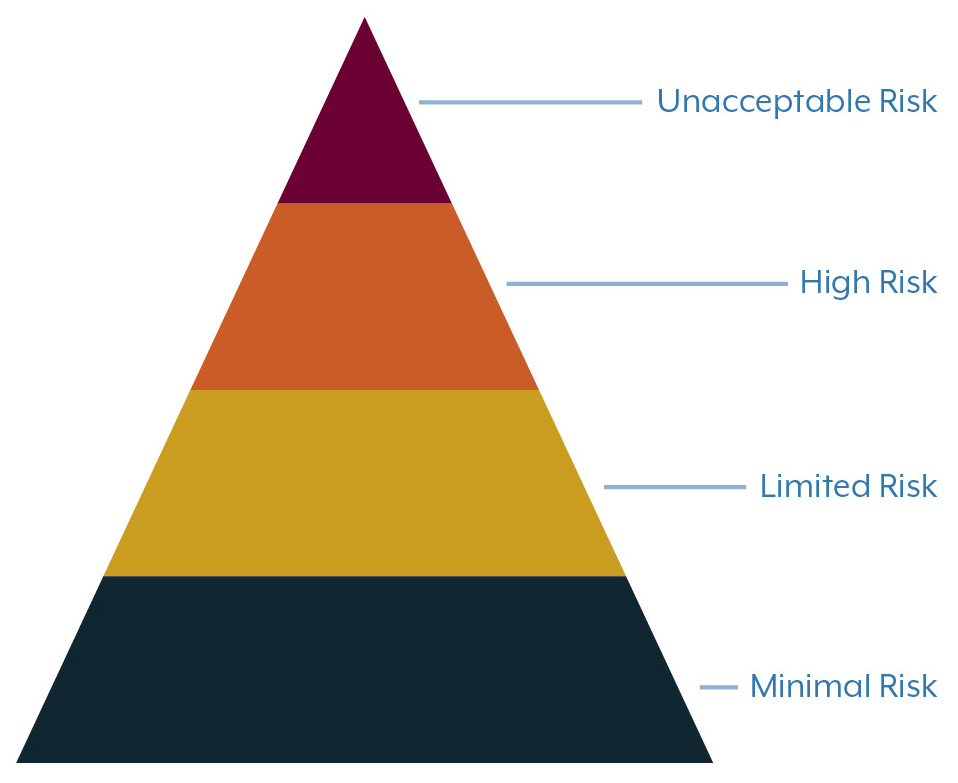 Unacceptable Risk
High Risk
Limited Risk
Minimal Risk